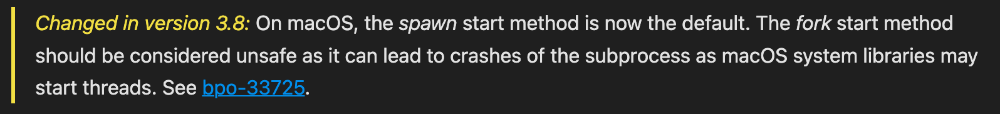 Changed in version 3.8: On macOS, the spawn start method is now the default. The fork start method
should be considered unsafe as it can lead to crashes of the subprocess as macOS system libraries may
start threads. See bpo-33725.